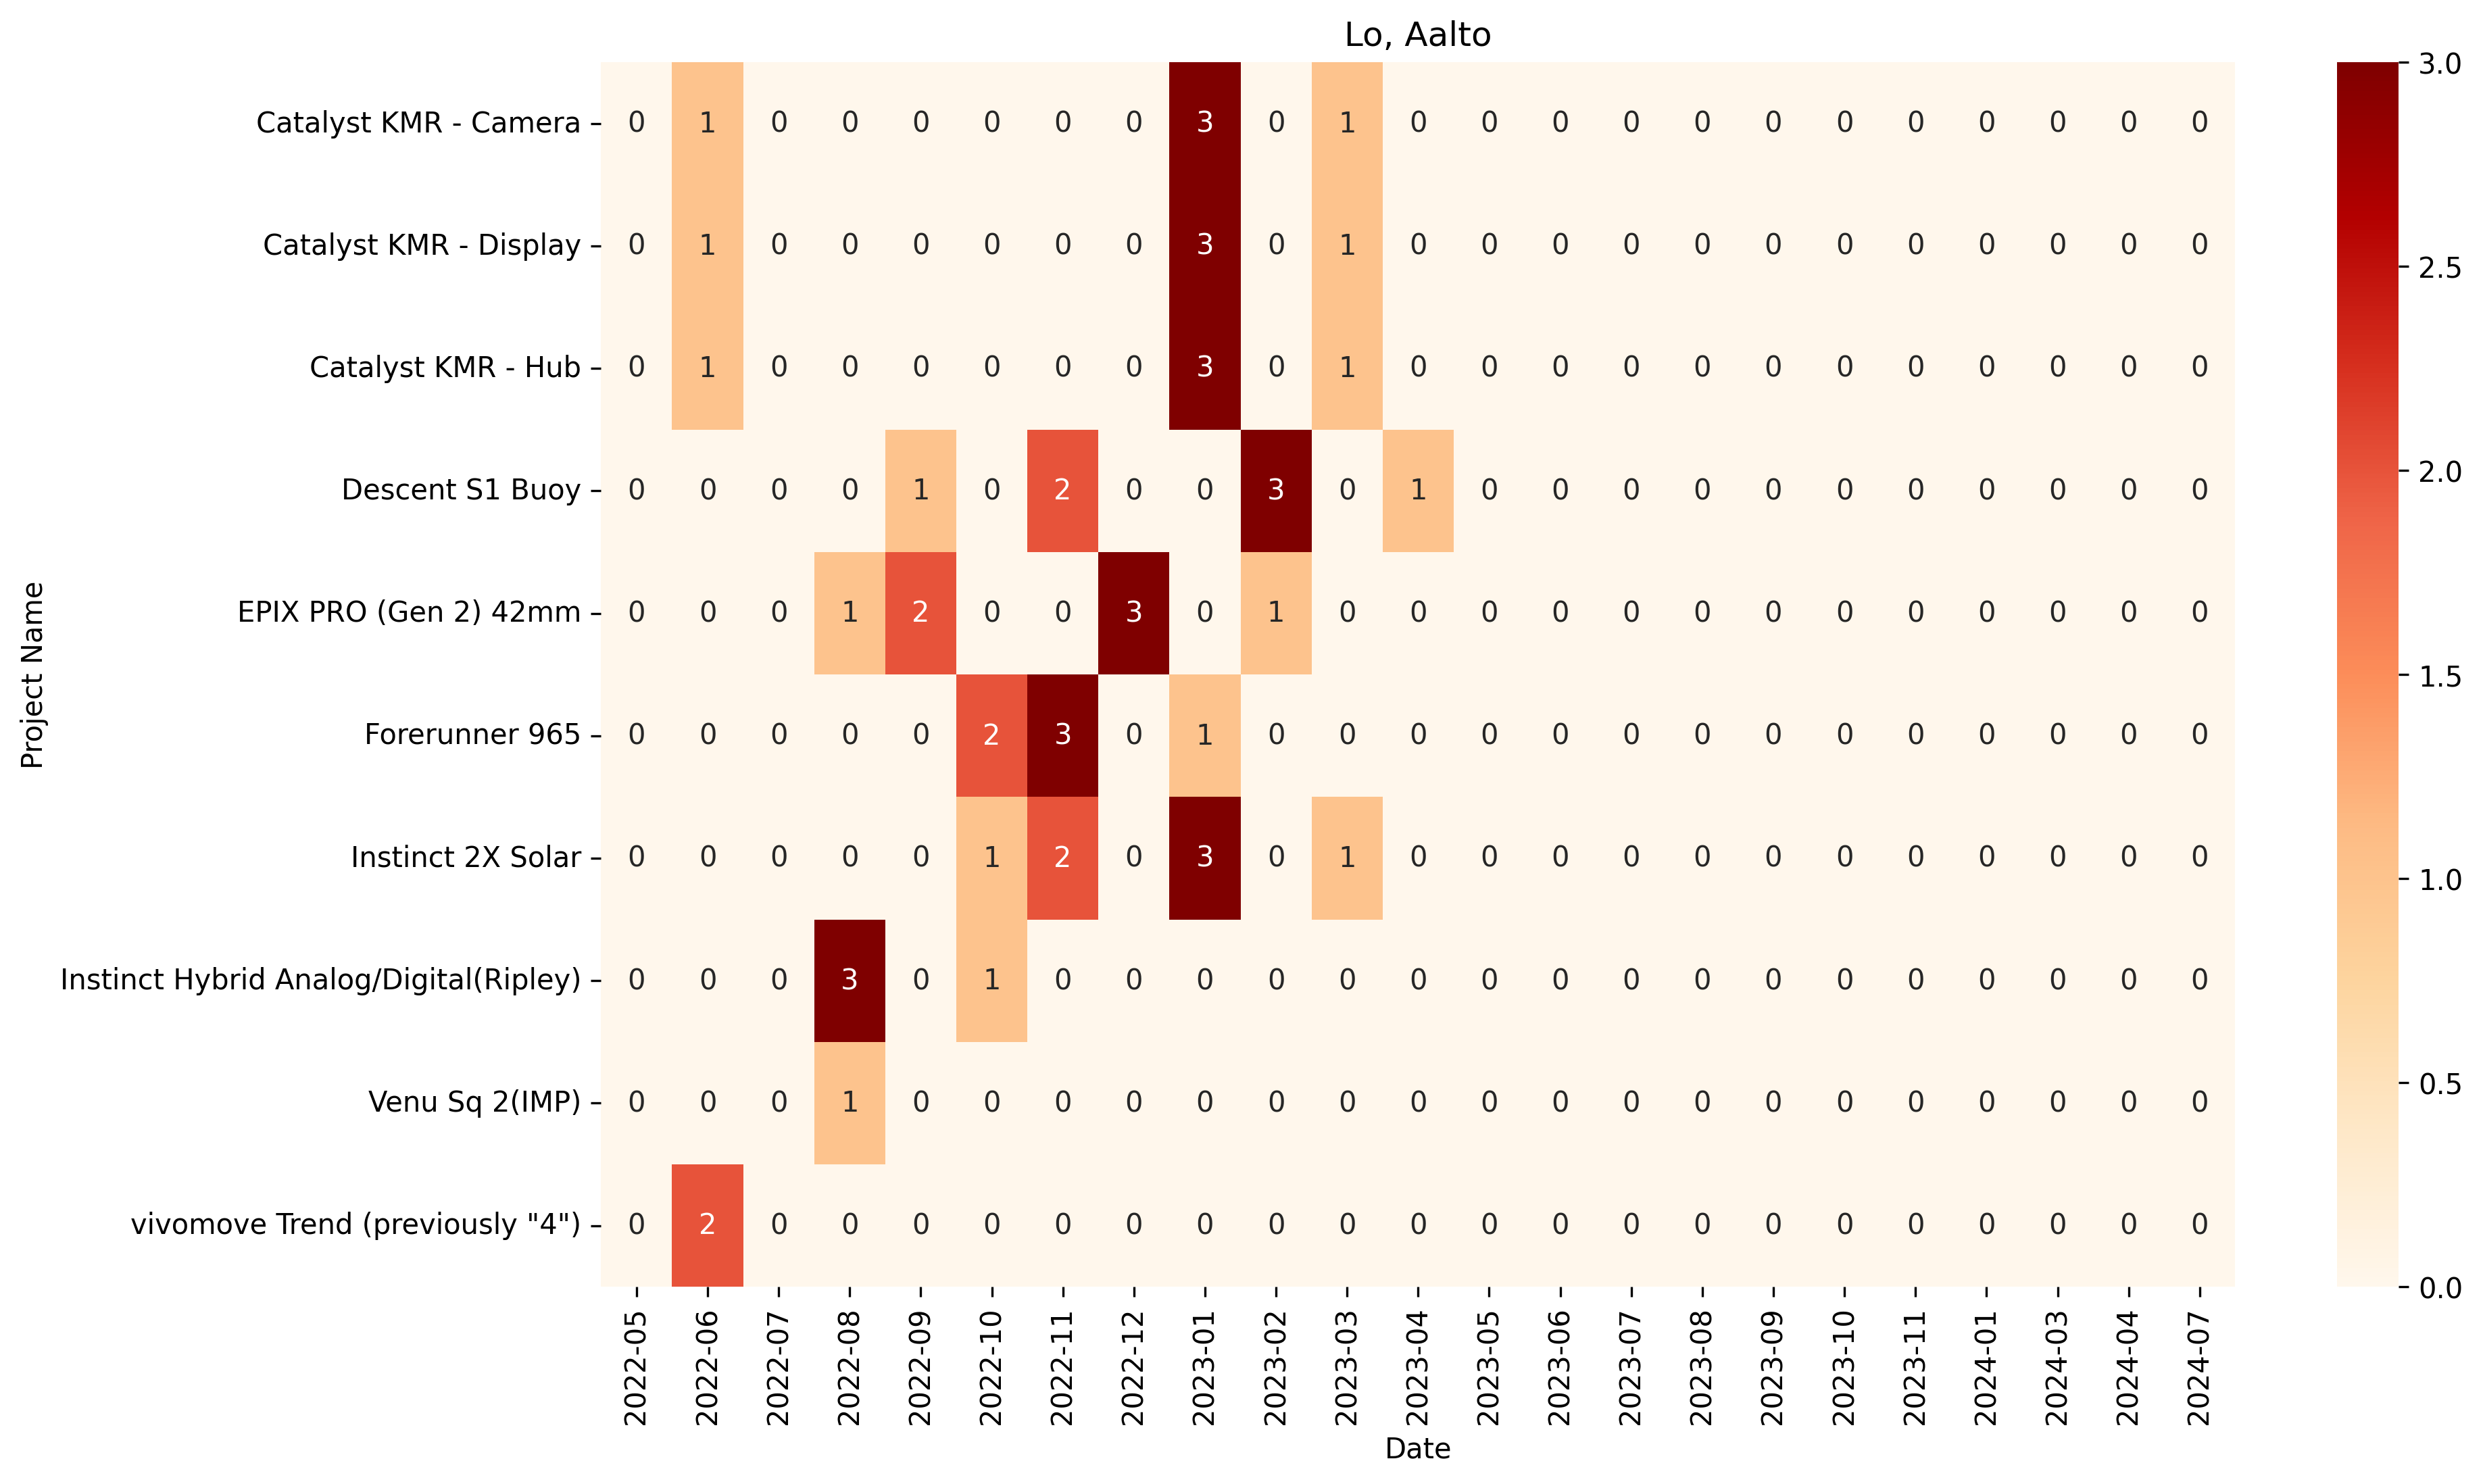 Lo, Aalto
Catalyst KMR - Camera 0 1 0 0 0 0 0 0 3 0 1 0 0 0 0 0 0 0 0 0 0 0 0
Catalyst KMR - Display 0 1 0 0 0 0 0 0 3 0 1 0 0 0 0 0 0 0 0 0 0 0 0
Catalyst KMR - Hub 0 1 0 0 0 0 0 0 3 0 1 0 0 0 0 0 0 0 0 0 0 0 0
Descent S1 Buoy 0 0 0 0 1 0 2 0 0 3 0 1 0 0 0 0 0 0 0 0 0 0 0
EPIX PRO (Gen 2) 42mm 0 0 0 1 2 0 0 3 0 1 0 0 0 0 0 0 0 0 0 0 0 0 0
Forerunner 965 0 0 0 0 0 2 3 0 1 0 0 0 0 0 0 0 0 0 0 0 0 0 0
Instinct 2X Solar 0 0 0 0 0 1 2 0 3 0 1 0 0 0 0 0 0 0 0 0 0 0 0
Instinct Hybrid Analog/Digital(Ripley) 0 0 0 3 0 1 0 0 0 0 0 0 0 0 0 0 0 0 0 0 0 0 0
Venu Sq 2(IMP) 0 0 0 1 0 0 0 0 0 0 0 0 0 0 0 0 0 0 0 0 0 0 0
vivomove Trend (previously "4") 0 2 0 0 0 0 0 0 0 0 0 0 0 0 0 0 0 0 0 0 0 0 0
Project Name
2022-05 2022-06 2022-07 2022-08 2022-09 2022-10 2022-11 2022-12 2023-01 2023-02 2023-03 2023-04 2023-05 2023-06 2023-07 2023-08 2023-09 2023-10 2023-11 2024-01 2024-03 2024-04 2024-07
Date
3.0
2.5
2.0
1.5
1.0
0.5
0.0